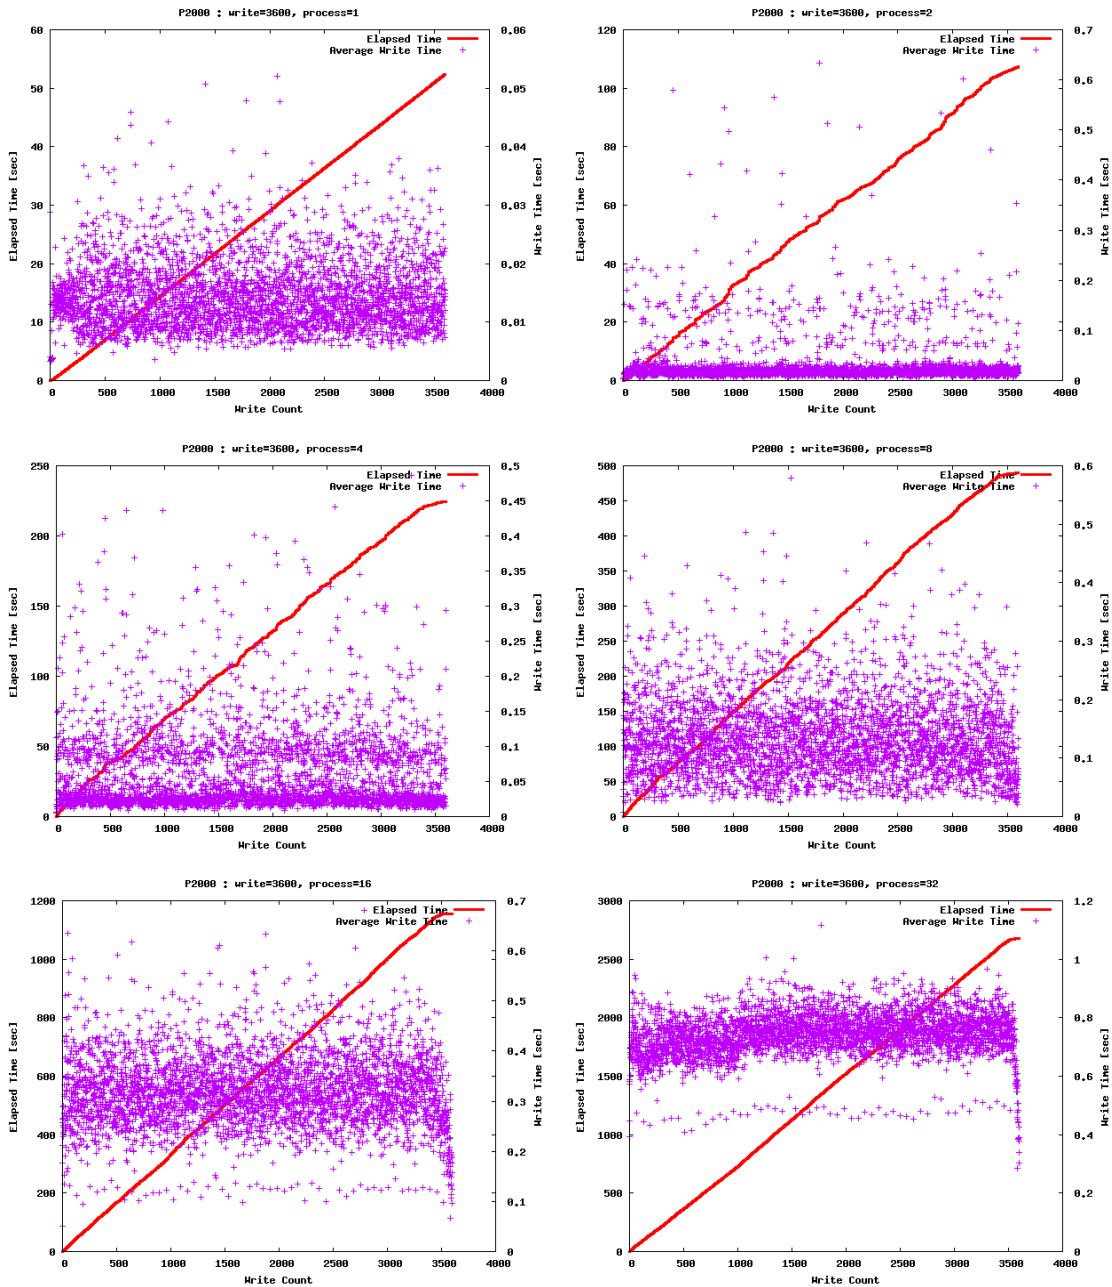 P2000 : write=3600, process=1
Elapsed Time
Average Write Time
Elapsed Time [sec]
Write Time [sec]
0 10 20 30 40 50 60
0 0.01 0.02 0.03 0.04 0.05 0.06
0 500 1000 1500 2000 2500 3000 3500 4000
Write Count
P2000 : write=3600, process=2
Elapsed Time
Average Write Time
Elapsed Time [sec]
Write Time [sec]
0 20 40 60 80 100 120
0 0.1 0.2 0.3 0.4 0.5 0.6 0.7
0 500 1000 1500 2000 2500 3000 3500 4000
Write Count
P2000 : write=3600, process=4
Elapsed Time
Average Write Time
Elapsed Time [sec]
Write Time [sec]
0 50 100 150 200 250
0 0.05 0.1 0.15 0.2 0.25 0.3 0.35 0.4 0.45 0.5
0 500 1000 1500 2000 2500 3000 3500 4000
Write Count
P2000 : write=3600, process=8
Elapsed Time
Average Write Time
Elapsed Time [sec]
Write Time [sec]
0 50 100 150 200 250 300 350 400 450 500
0 0.1 0.2 0.3 0.4 0.5 0.6
0 500 1000 1500 2000 2500 3000 3500 4000
Write Count
P2000 : write=3600, process=16
Elapsed Time
Average Write Time
Elapsed Time [sec]
Write Time [sec]
0 200 400 600 800 1000 1200
0 0.1 0.2 0.3 0.4 0.5 0.6 0.7
0 500 1000 1500 2000 2500 3000 3500 4000
Write Count
P2000 : write=3600, process=32
Elapsed Time
Average Write Time
Elapsed Time [sec]
Write Time [sec]
0 500 1000 1500 2000 2500 3000
0 0.2 0.4 0.6 0.8 1 1.2
0 500 1000 1500 2000 2500 3000 3500 4000
Write Count